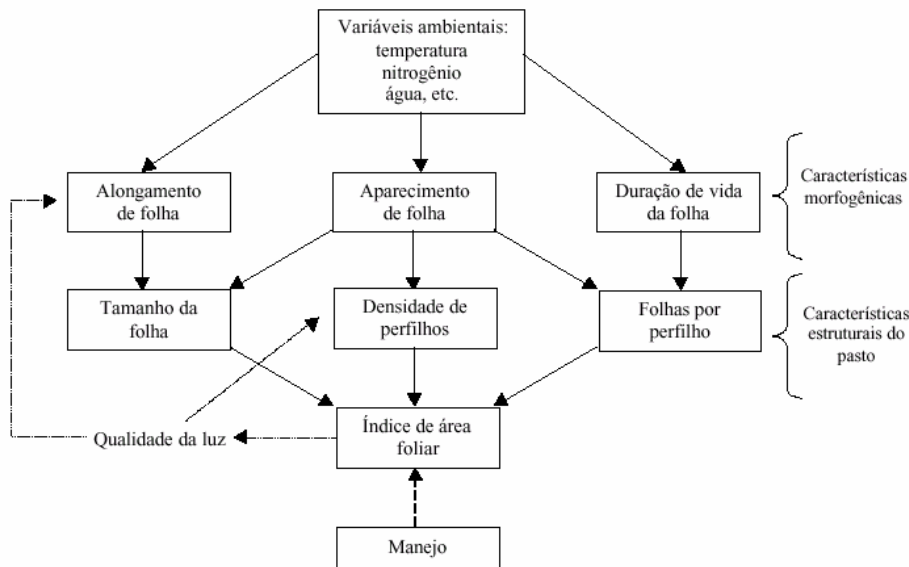 Variáveis ambientais:
temperatura
nitrogênio
água, etc.
Alongamento
de folha
Aparecimento
de folha
Duração de vida
da folha
Características
morfogênicas
Tamanho da
folha
Densidade de
perfilhos
Folhas por
perfilho
Características
estruturais do
pasto
Qualidade da luz
Índice de área
foliar
Manejo